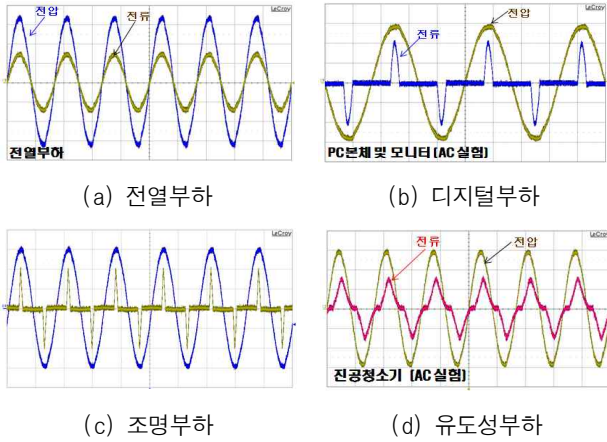 LeCroy
전압
전류
전열부하
(a) 전열부하
LeCroy
전압
전류
PC본체 및 모니터 (AC 실험)
(b) 디지털부하
LeCroy
(c) 조명부하
LeCroy
전류
전압
진공청소기 (AC 실험)
(d) 유도성부하